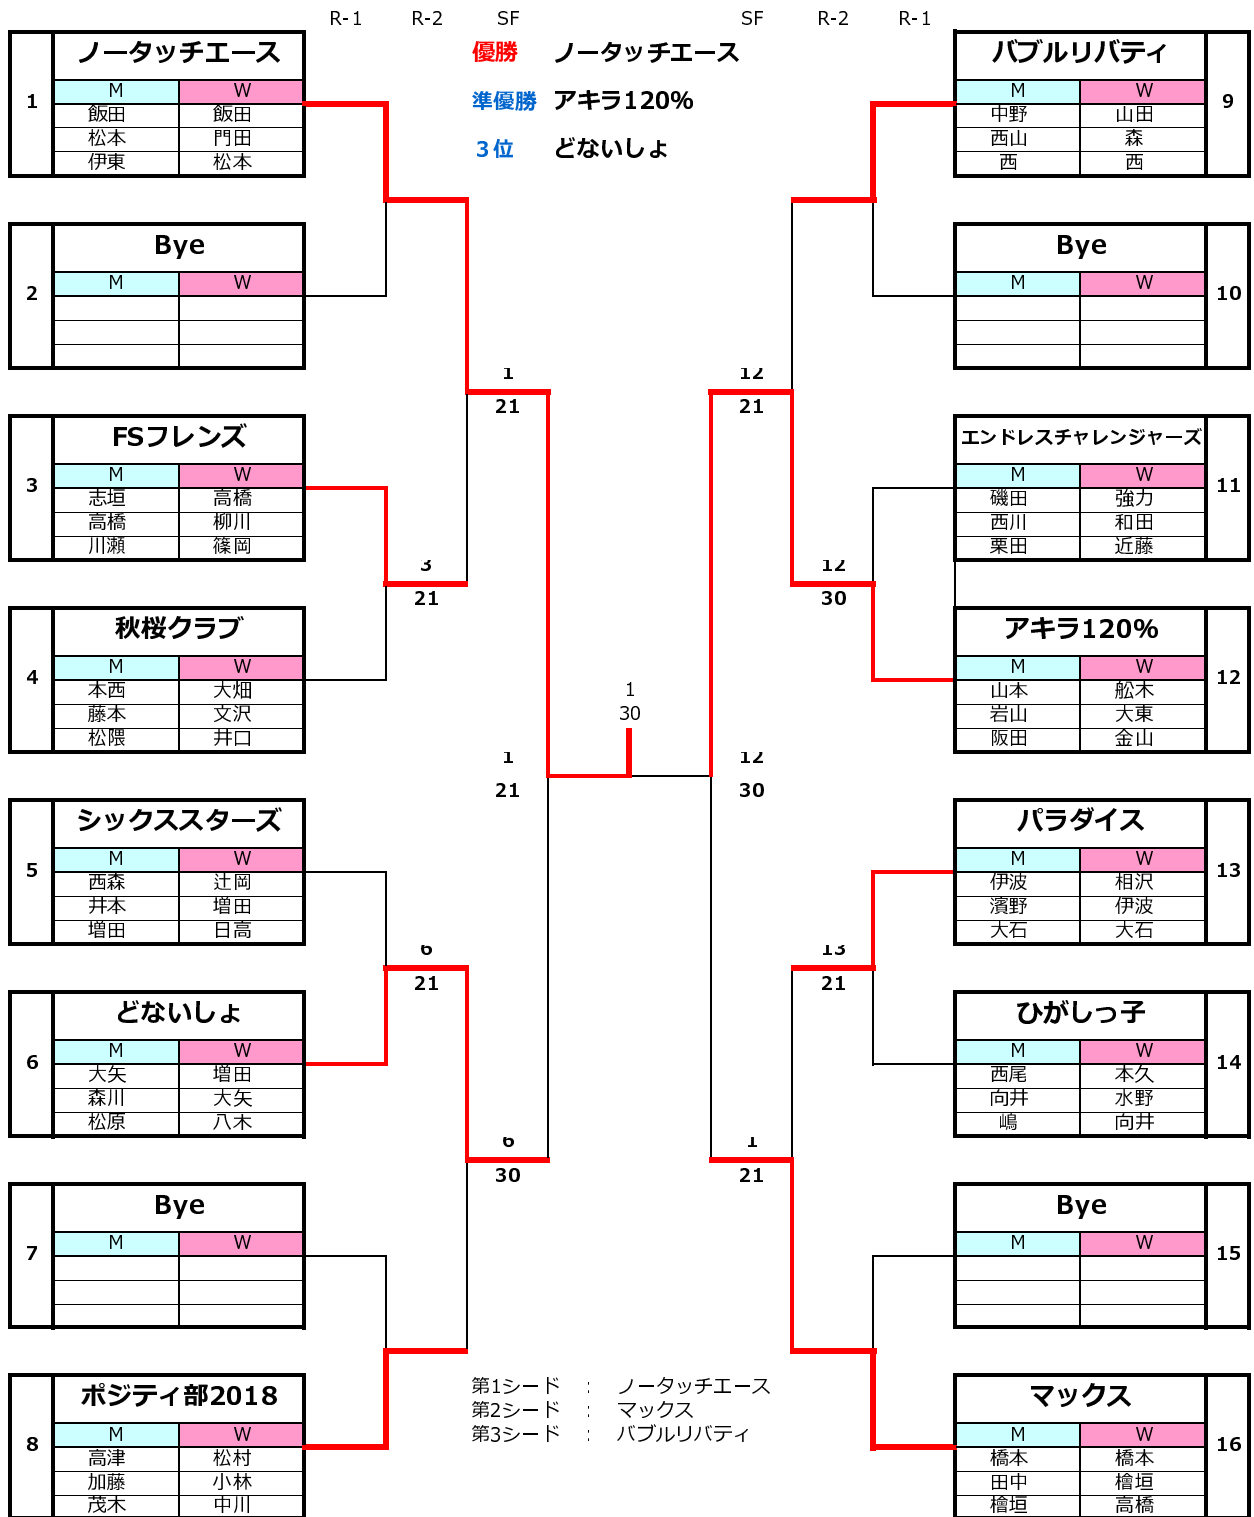 R-1 R-2 SF SF R-2 R-1
優勝 ノータッチエース
準優勝 アキラ120%
3位 どないしょ
1 ノータッチエース
M W
飯田 飯田
松本 門田
伊東 松本
2 Bye
M W
3 FSフレンズ
M W
志垣 高橋
高橋 柳川
川瀬 篠岡
4 秋桜クラブ
M W
本西 大畑
藤本 文沢
松隈 井口
5 シックススターズ
M W
西森 辻岡
井本 増田
増田 日高
6 どないしょ
M W
大矢 増田
森川 大矢
松原 八木
7 Bye
M W
8 ポジティ部2018
M W
高津 松村
加藤 小林
茂木 中川
1
21
3
21
1
21
6
21
6
30
1
30
12
21
12
30
12
30
13
21
1
21
バブルリバティ 9
M W
中野 山田
西山 森
西 西
Bye 10
M W
エンドレスチャレンジャーズ 11
M W
磯田 強力
西川 和田
栗田 近藤
アキラ120% 12
M W
山本 舩木
岩山 大東
阪田 金山
パラダイス 13
M W
伊波 相沢
濱野 伊波
大石 大石
ひがしっ子 14
M W
西尾 本久
向井 水野
嶋 向井
Bye 15
M W
マックス 16
M W
橋本 橋本
田中 檜垣
檜垣 高橋
第1シード : ノータッチエース
第2シード : マックス
第3シード : バブルリバティ